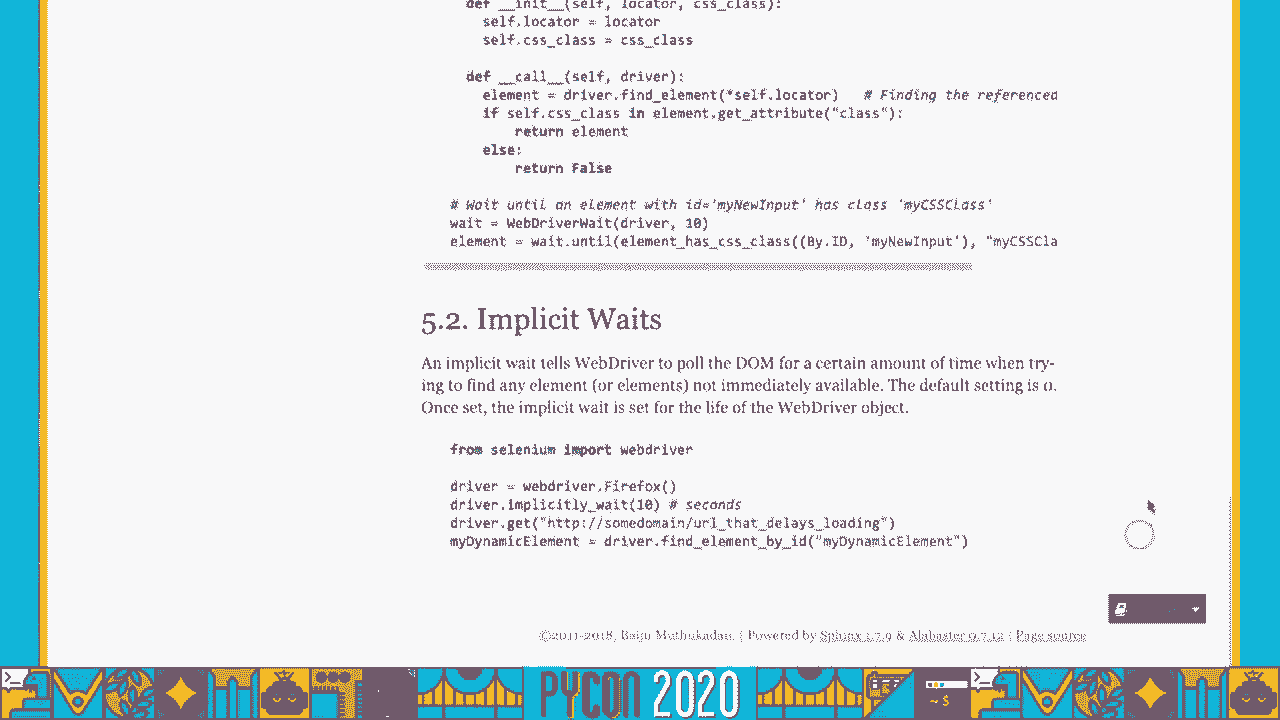 def __init__(self, locator, css_class):
self.locator = locator
self.css_class = css_class
def __call__(self, driver):
element = driver.find_element(*self.locator)   # Finding the referenced
if self.css_class in element.get_attribute("class"):
return element
else:
return False
# Wait until an element with id='myNewInput' has class 'myCSSClass'
wait = WebDriverWait(driver, 10)
element = wait.until(element_has_css_class((By.ID, 'myNewInput'), "myCSSCla
5.2. Implicit Waits
An implicit wait tells WebDriver to poll the DOM for a certain amount of time when try-
ing to find any element (or elements) not immediately available. The default setting is 0.
Once set, the implicit wait is set for the life of the WebDriver object.
from selenium import webdriver
driver = webdriver.Firefox()
driver.implicitly_wait(10) # seconds
driver.get("http://somedomain/url_that_delays_loading")
myDynamicElement = driver.find_element_by_id("myDynamicElement")
©2011-2018, Baiju Muthukadan | Powered by Sphinx 1.7.9 & Alabaster 0.7.12 | Page source
PYCON 2020
~ $